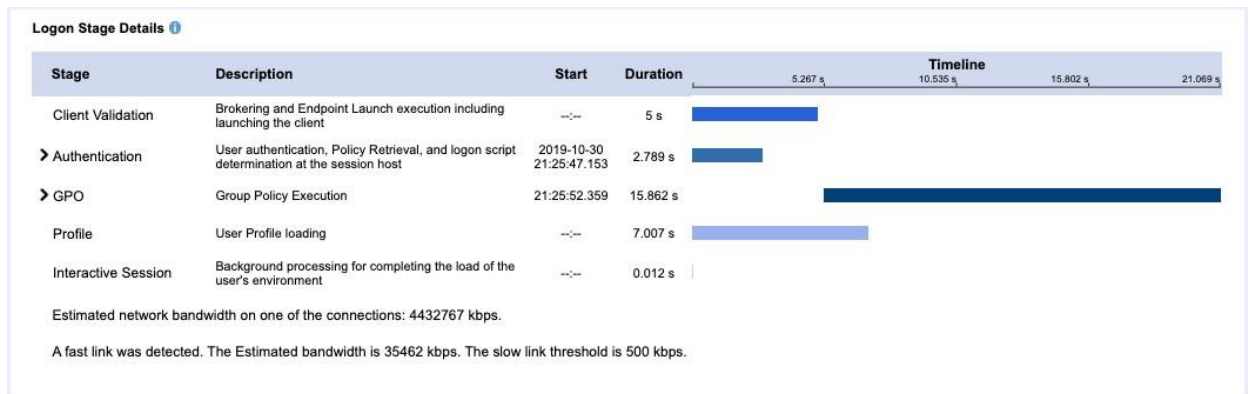 Logon Stage Details
Stage Description Start Duration Timeline
5.267 s 10.535 s 15.802 s 21.069 s
Client Validation Brokering and Endpoint Launch execution including launching the client --:-- 5 s
Authentication User authentication, Policy Retrieval, and logon script determination at the session host 2019-10-30 21:25:47.153 2.789 s
GPO Group Policy Execution 21:25:52.359 15.862 s
Profile User Profile loading --:-- 7.007 s
Interactive Session Background processing for completing the load of the user's environment --:-- 0.012 s
Estimated network bandwidth on one of the connections: 4432767 kbps.
A fast link was detected. The Estimated bandwidth is 35462 kbps. The slow link threshold is 500 kbps.